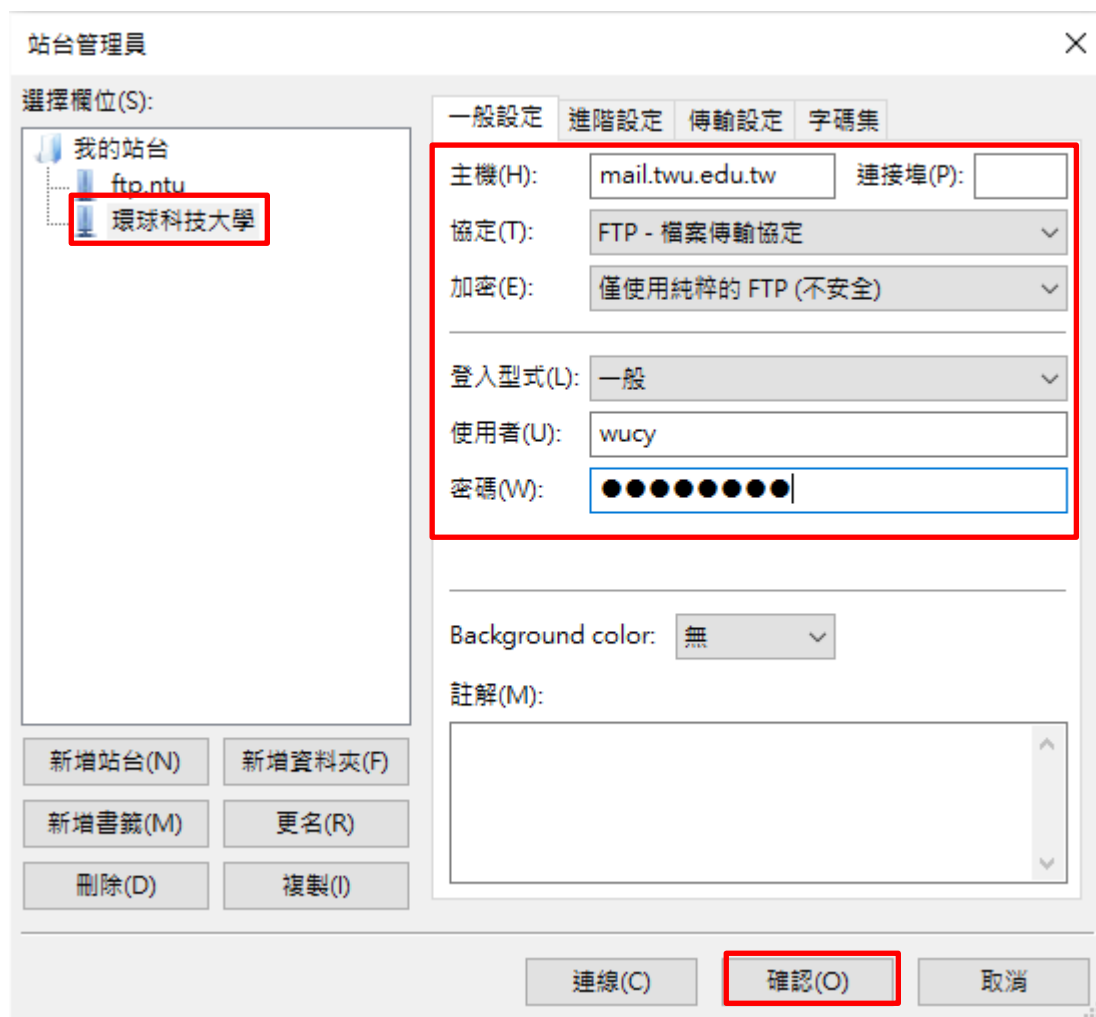 站台管理員
選擇欄位(S):
我的站台
ftp.ntu
環球科技大學
新增站台(N)
新增資料夾(F)
新增書籤(M)
更名(R)
刪除(D)
複製(I)
一般設定
進階設定
傳輸設定
字碼集
主機(H): mail.twu.edu.tw 連接埠(P):
協定(T): FTP - 檔案傳輸協定
加密(E): 僅使用純粹的 FTP (不安全)
登入型式(L): 一般
使用者(U): wucy
密碼(W): ●●●●●●●●
Background color: 無
註解(M):
連線(C)
確認(O)
取消